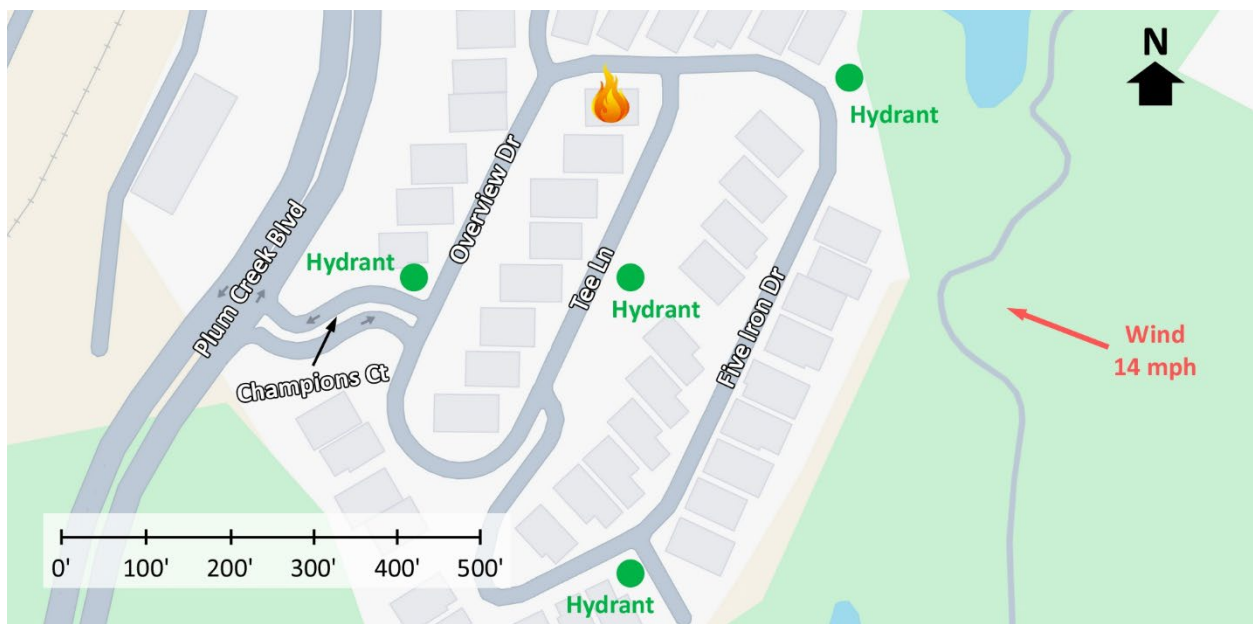 N
Hydrant
Overview Dr
Plum Creek Blvd
Hydrant
Tee Ln
Hydrant
Five Iron Dr
Wind
14 mph
Champions Ct
0' 100' 200' 300' 400' 500'
Hydrant